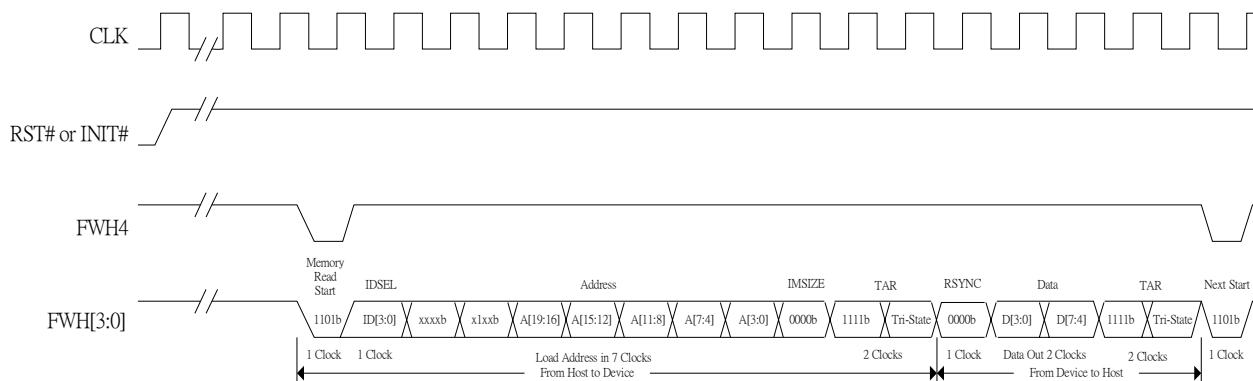 CLK
RST# or INIT#
FWH4
Memory
Read
Start
IDSEL
Address
IMSIZE
TAR
RSYNC
Data
TAR
Next Start
FWH[3:0]
1101b
ID[3:0]
xxxxb
x1xxb
A[19:16]
A[15:12]
A[11:8]
A[7:4]
A[3:0]
0000b
1111b
Tri-State
0000b
D[3:0]
D[7:4]
1111b
Tri-State
1101b
1 Clock
1 Clock
Load Address in 7 Clocks
2 Clocks
1 Clock
Data Out 2 Clocks
2 Clocks
1 Clock
From Host to Device
From Device to Host